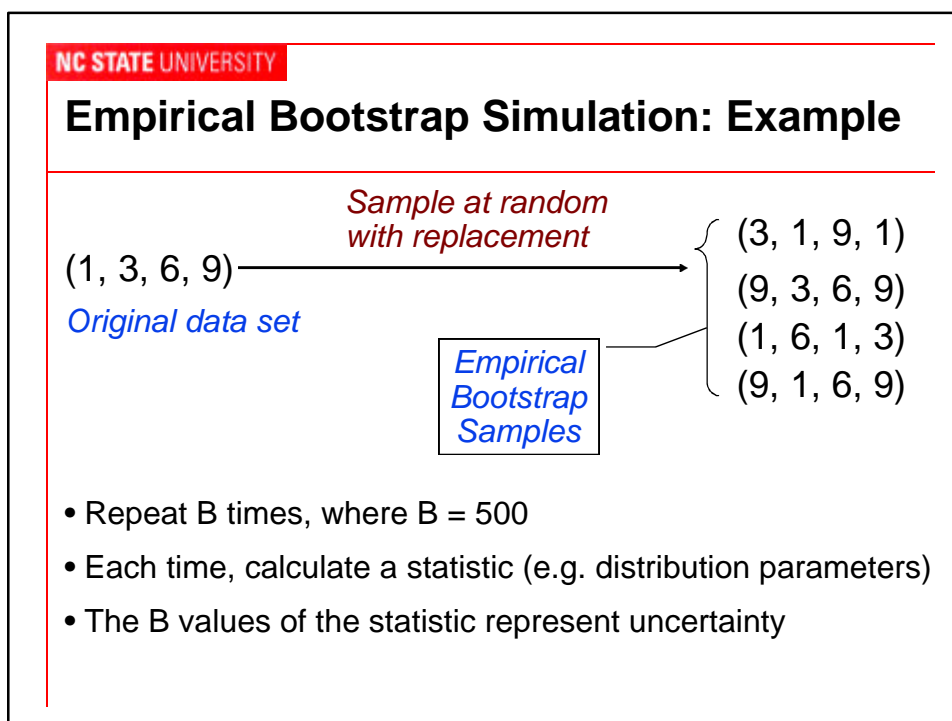 NC STATE UNIVERSITY
Empirical Bootstrap Simulation: Example
Sample at random
with replacement
(1, 3, 6, 9)
Original data set
(3, 1, 9, 1)
(9, 3, 6, 9)
(1, 6, 1, 3)
(9, 1, 6, 9)
Empirical
Bootstrap
Samples
• Repeat B times, where B = 500
• Each time, calculate a statistic (e.g. distribution parameters)
• The B values of the statistic represent uncertainty